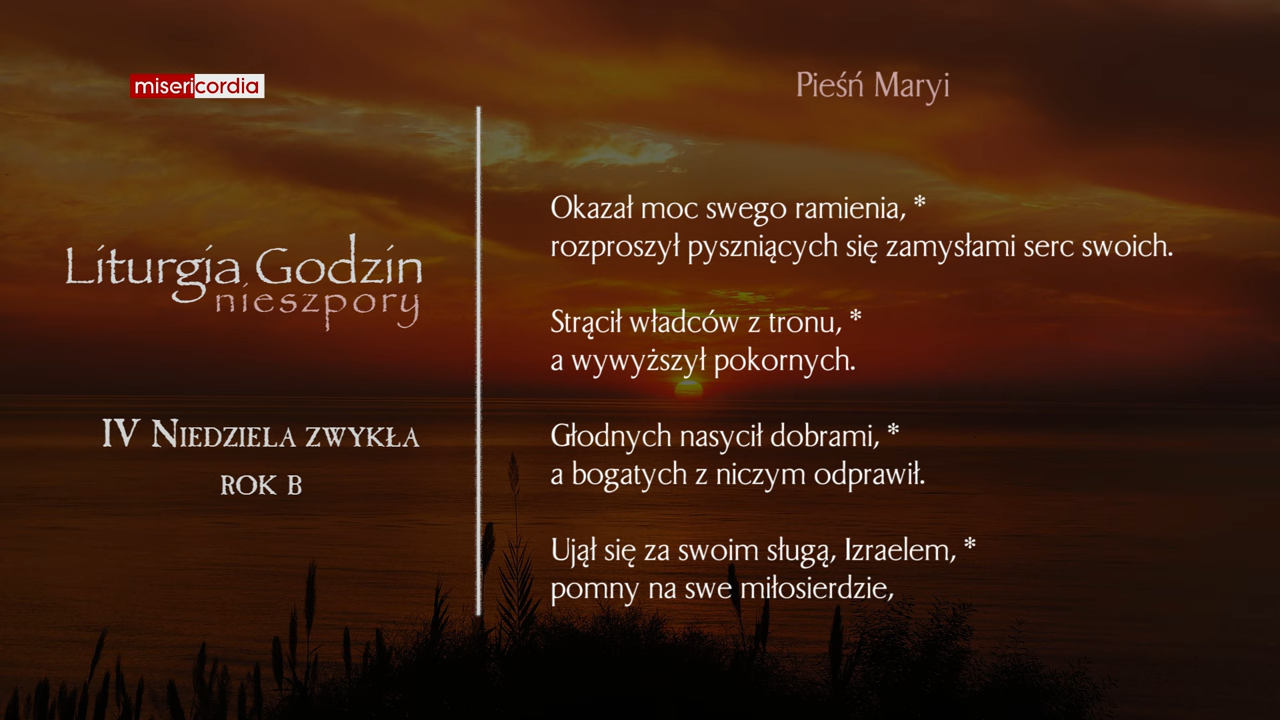 misericordia
Liturgia Godzin
nieszpory
IV Niedziela zwykła
rok B
Pieśń Maryi
Okazał moc swego ramienia, *
rozproszył pyszniących się zamysłami serc swoich.
Strącił władców z tronu, *
a wywyższył pokornych.
Głodnych nasycił dobrami, *
a bogatych z niczym odprawił.
Ujął się za swoim sługą, Izraelem, *
pomny na swe miłosierdzie,